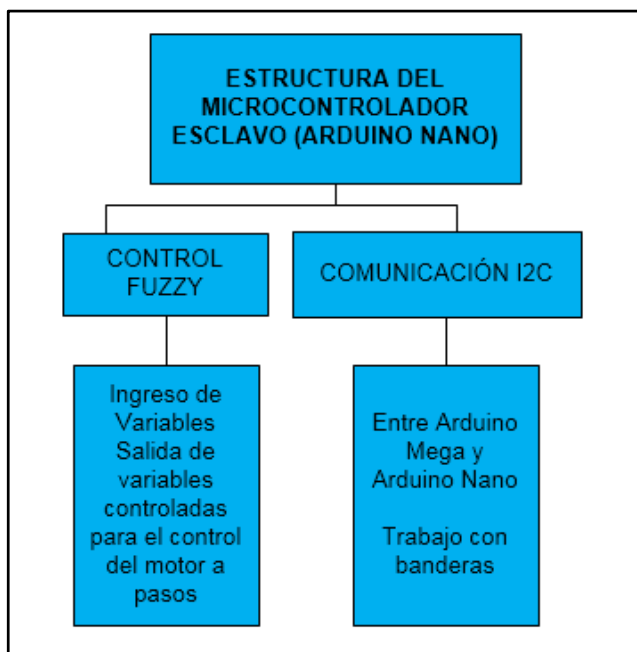 ESTRUCTURA DEL
MICROCONTROLADOR
ESCLAVO (ARDUINO NANO)
CONTROL
FUZZY
COMUNICACIÓN I2C
Ingreso de
Variables
Salida de
variables
controladas
para el control
del motor a
pasos
Entre Arduino
Mega y
Arduino Nano
Trabajo con
banderas